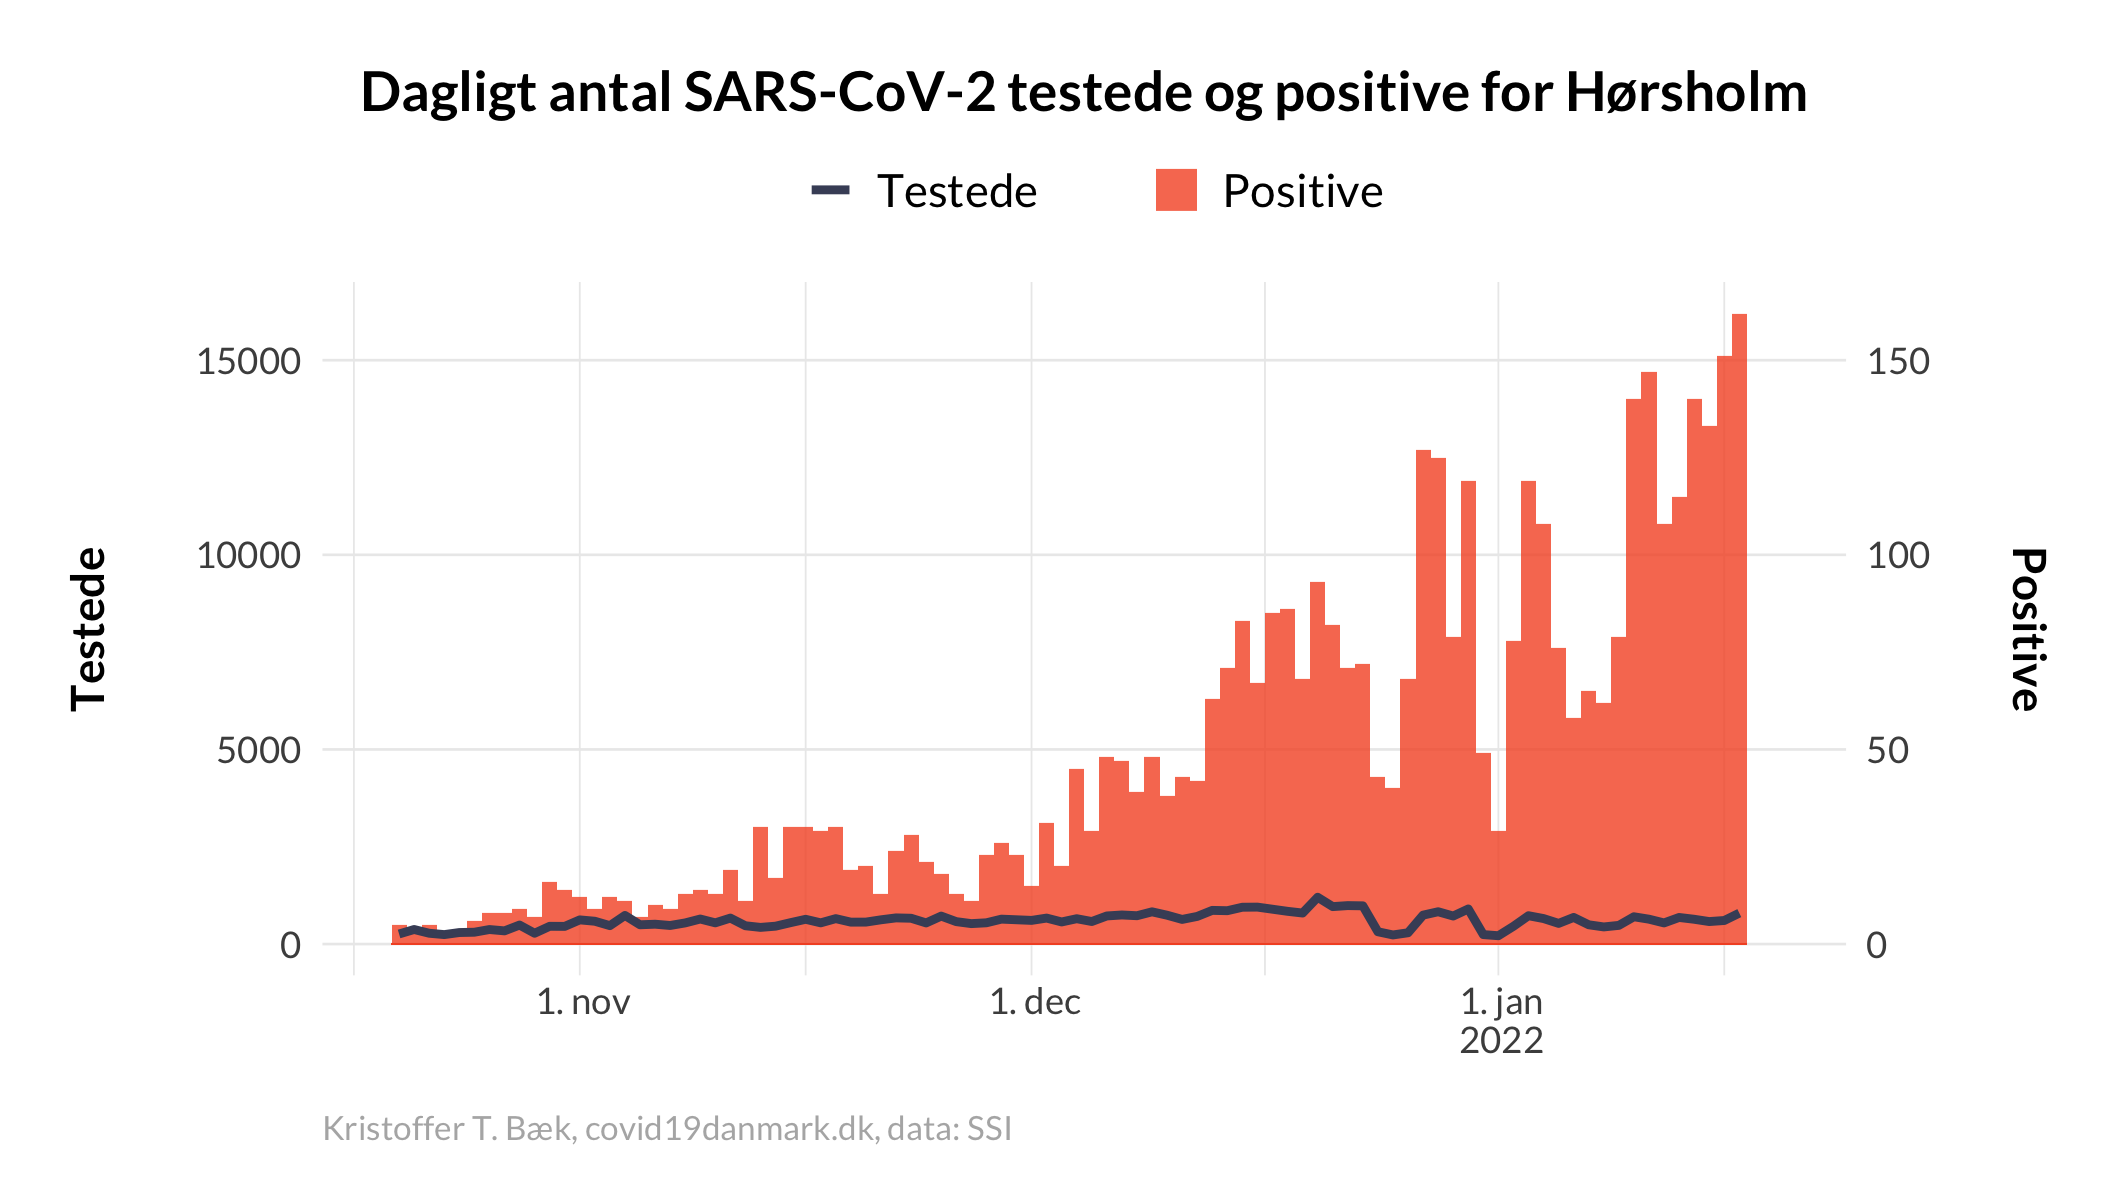 Dagligt antal SARS-CoV-2 testede og positive for Hørsholm
Testede
Positive
15000
10000
5000
0
Testede
150
100
50
0
Positive
1. nov
1. dec
1. jan
2022
Kristoffer T. Bæk, covid19danmark.dk, data: SSI